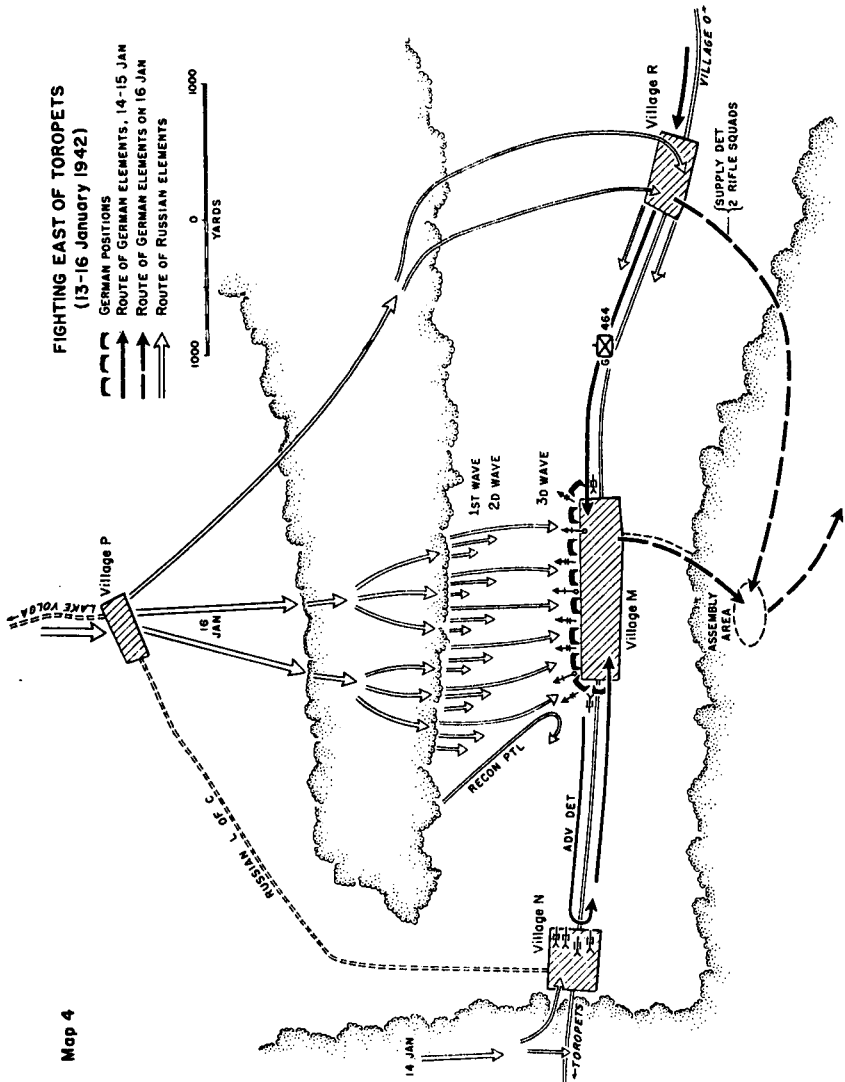 Map 4
FIGHTING EAST OF TOROPETS
(13-16 January 1942)
GERMAN POSITIONS
ROUTE OF GERMAN ELEMENTS, 14-15 JAN
ROUTE OF GERMAN ELEMENTS ON 16 JAN
ROUTE OF RUSSIAN ELEMENTS
1000 0 1000
YARDS
LAKE VOLGA
Village P
16 JAN
RUSSIAN L OF C
1ST WAVE
2D WAVE
3D WAVE
RECON PTL
14 JAN
Village N
ADV DET
TOROPETS
Village M
G 464
Village R
VILLAGE O
SUPPLY DET
2 RIFLE SQUADS
ASSEMBLY
AREA